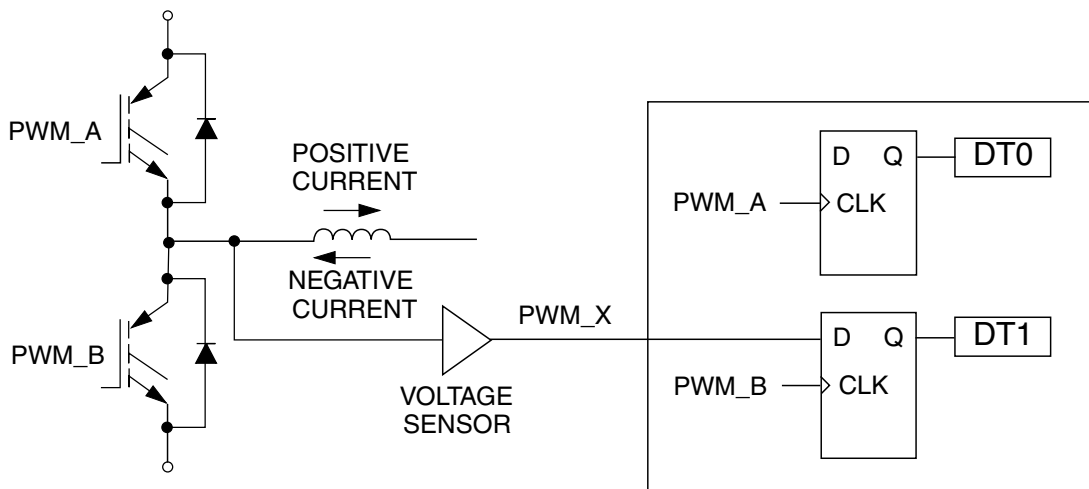 PWM_A
POSITIVE
CURRENT
NEGATIVE
CURRENT
PWM_B
VOLTAGE
SENSOR
PWM_X
D Q
DT0
PWM_A
CLK
D Q
DT1
PWM_B
CLK